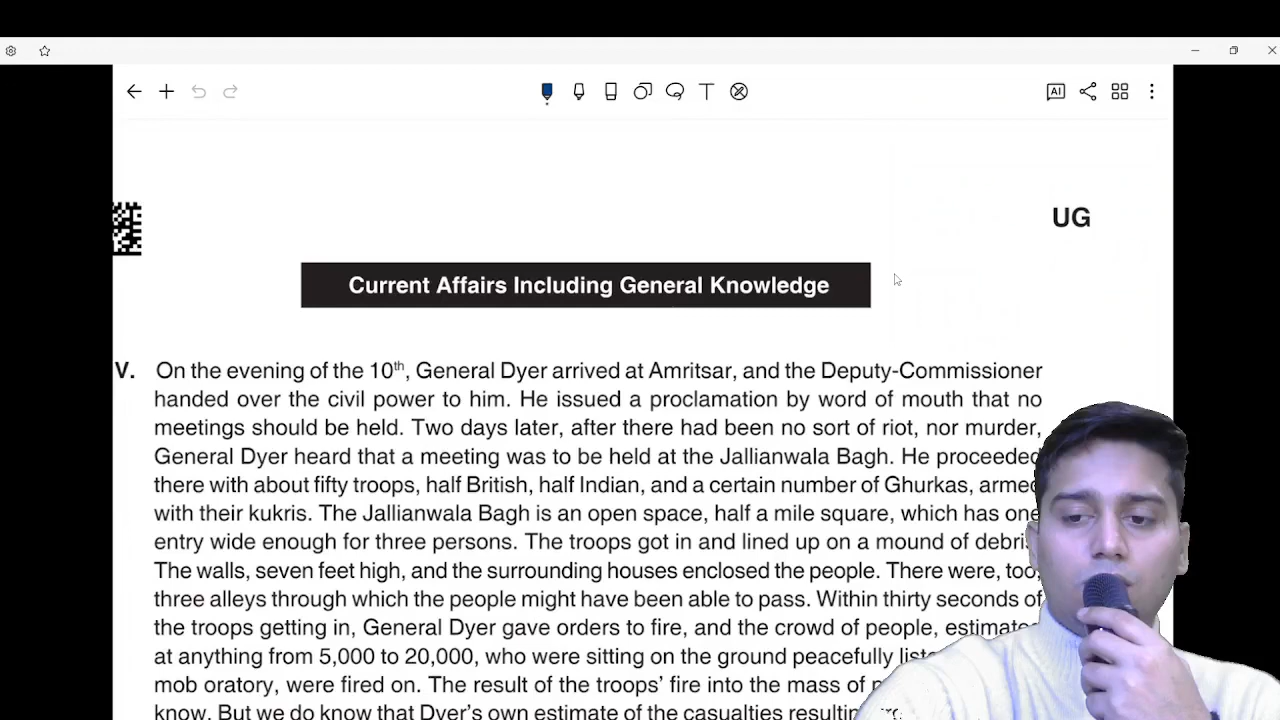 AI
UG
Current Affairs Including General Knowledge
V. On the evening of the 10th, General Dyer arrived at Amritsar, and the Deputy-Commissioner
handed over the civil power to him. He issued a proclamation by word of mouth that no
meetings should be held. Two days later, after there had been no sort of riot, nor murder,
General Dyer heard that a meeting was to be held at the Jallianwala Bagh. He proceeded
there with about fifty troops, half British, half Indian, and a certain number of Ghurkas, armed
with their kukris. The Jallianwala Bagh is an open space, half a mile square, which has one
entry wide enough for three persons. The troops got in and lined up on a mound of debris.
The walls, seven feet high, and the surrounding houses enclosed the people. There were, too,
three alleys through which the people might have been able to pass. Within thirty seconds of
the troops getting in, General Dyer gave orders to fire, and the crowd of people, estimated
at anything from 5,000 to 20,000, who were sitting on the ground peacefully
mob oratory, were fired on. The result of the troops' fire into the mass of
know. But we do know that Dyer's own estimate of the casualties